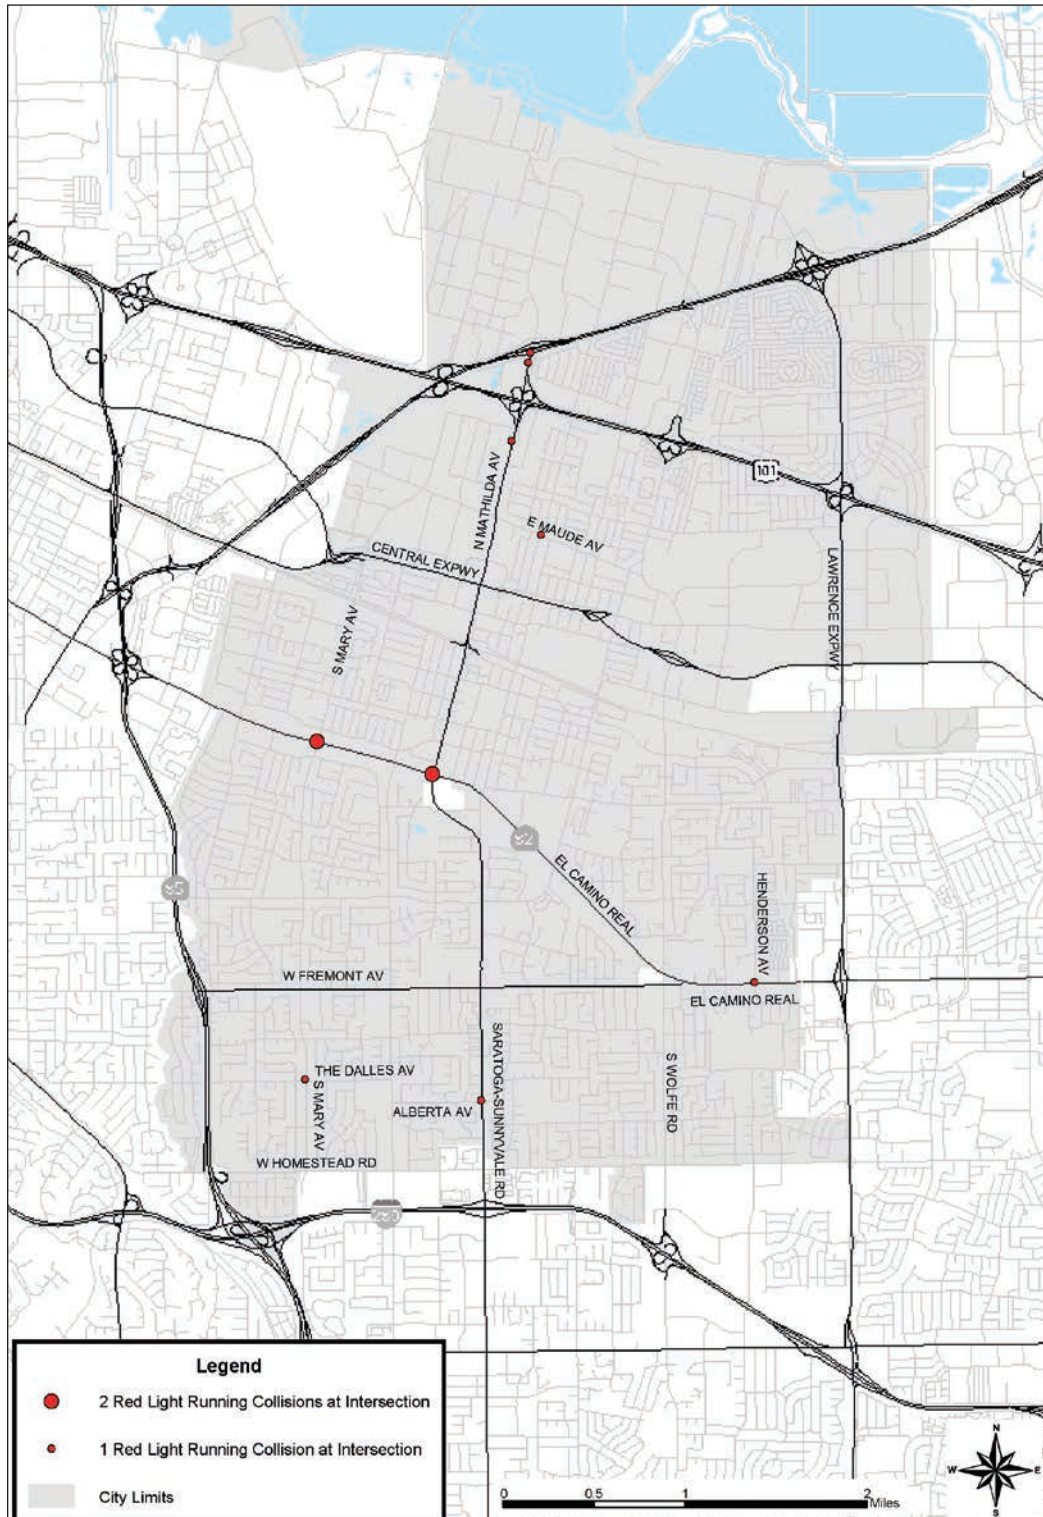 101
N MATHILDA AV
E MAUDE AV
CENTRAL EXPWY
LAWRENCE EXPWY
S MARY AV
82
EL CAMINO REAL
HENDERSON AV
85
W FREMONT AV
EL CAMINO REAL
SARATOGA-SUNNYVALE RD
S WOLFE RD
THE DALLES AV
S MARY AV
ALBERTA AV
W HOMESTEAD RD
280
Legend
2 Red Light Running Collisions at Intersection
1 Red Light Running Collision at Intersection
City Limits
0 0.5 1 2
Miles
N
W E
S